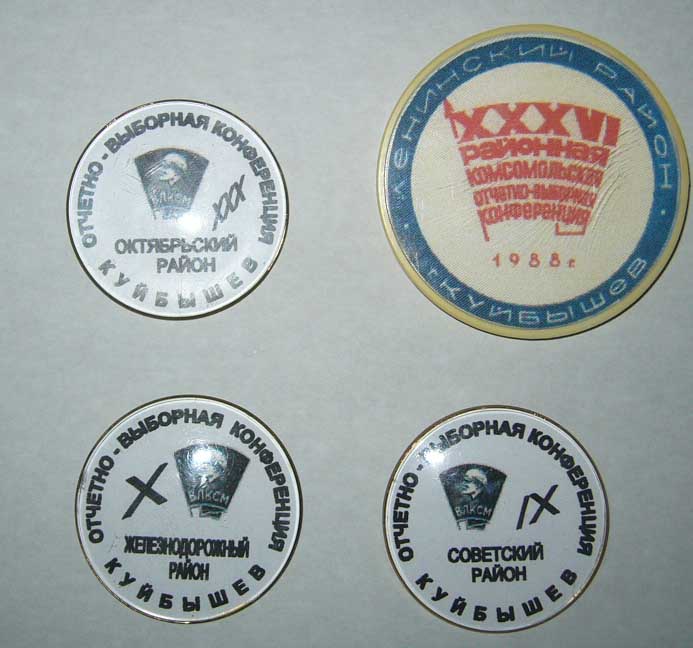 ОТЧЕТНО - ВЫБОРНАЯ КОНФЕРЕНЦИЯ
ВЛКСМ
XXX
ОКТЯБРЬСКИЙ
РАЙОН
КУЙБЫШЕВ
ЛЕНИНСКИЙ РАЙОН
XXXVI
РАЙОННАЯ
КОМСОМОЛЬСКАЯ
ОТЧЕТНО-ВЫБОРНАЯ
КОНФЕРЕНЦИЯ
1988 г.
г. КУЙБЫШЕВ
ОТЧЕТНО - ВЫБОРНАЯ КОНФЕРЕНЦИЯ
X
ВЛКСМ
ЖЕЛЕЗНОДОРОЖНЫЙ
РАЙОН
КУЙБЫШЕВ
ОТЧЕТНО - ВЫБОРНАЯ КОНФЕРЕНЦИЯ
ВЛКСМ
IX
СОВЕТСКИЙ
РАЙОН
КУЙБЫШЕВ